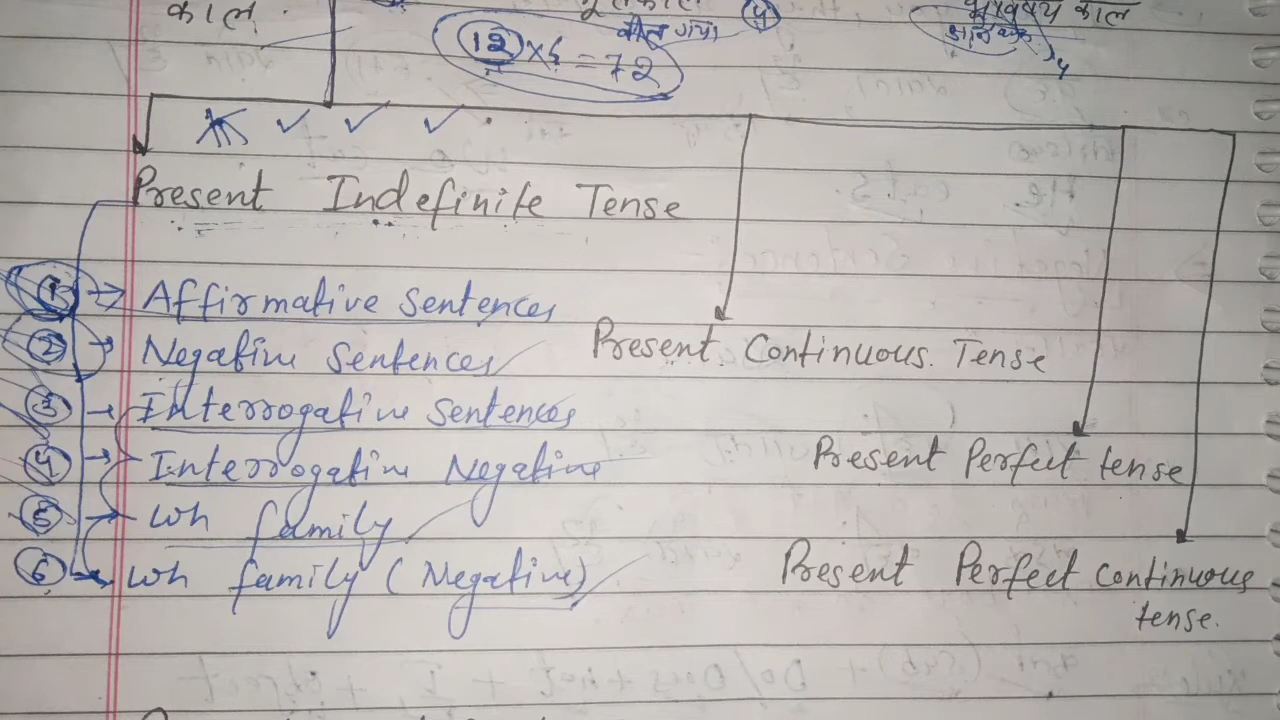 काल.
12 × 6 = 72
Present Indefinite Tense
1 → Affirmative Sentences
2 → Negative Sentences
Present Continuous. Tense
3 → Interrogative Sentences
4 → Interrogative Negative
Present Perfect tense
5 → Wh family
6 → Wh family (Negative)
Present Perfect continuous
tense.